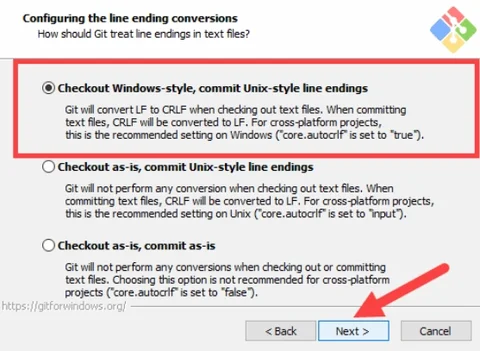 Configuring the line ending conversions
How should Git treat line endings in text files?
Checkout Windows-style, commit Unix-style line endings
Git will convert LF to CRLF when checking out text files. When committing
text files, CRLF will be converted to LF. For cross-platform projects,
this is the recommended setting on Windows ("core.autocrlf" is set to "true").
Checkout as-is, commit Unix-style line endings
Git will not perform any conversion when checking out text files. When
committing text files, CRLF will be converted to LF. For cross-platform projects,
this is the recommended setting on Unix ("core.autocrlf" is set to "input").
Checkout as-is, commit as-is
Git will not perform any conversions when checking out or committing
text files. Choosing this option is not recommended for cross-platform
projects ("core.autocrlf" is set to "false").
https://gitforwindows.org/
< Back Next > Cancel